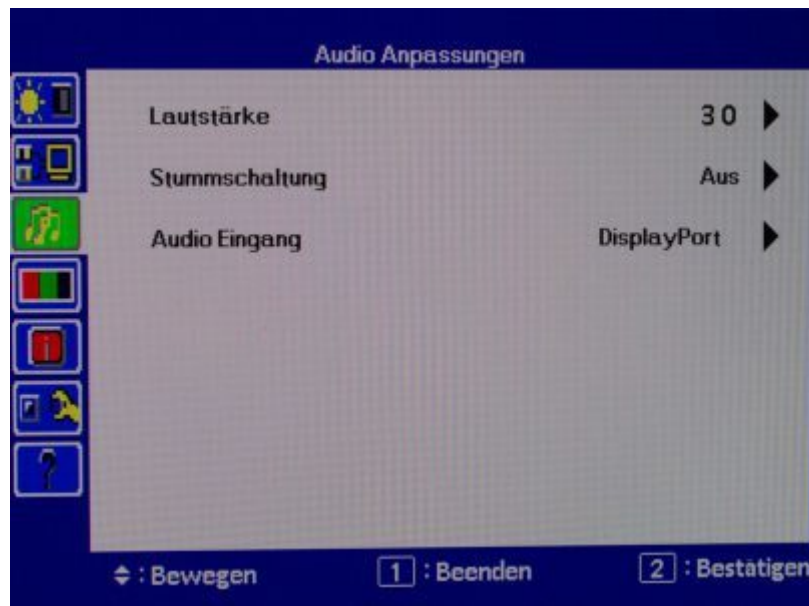 Audio Anpassungen
Lautstärke 30
Stummschaltung Aus
Audio Eingang DisplayPort
: Bewegen 1 : Beenden 2 : Bestätigen